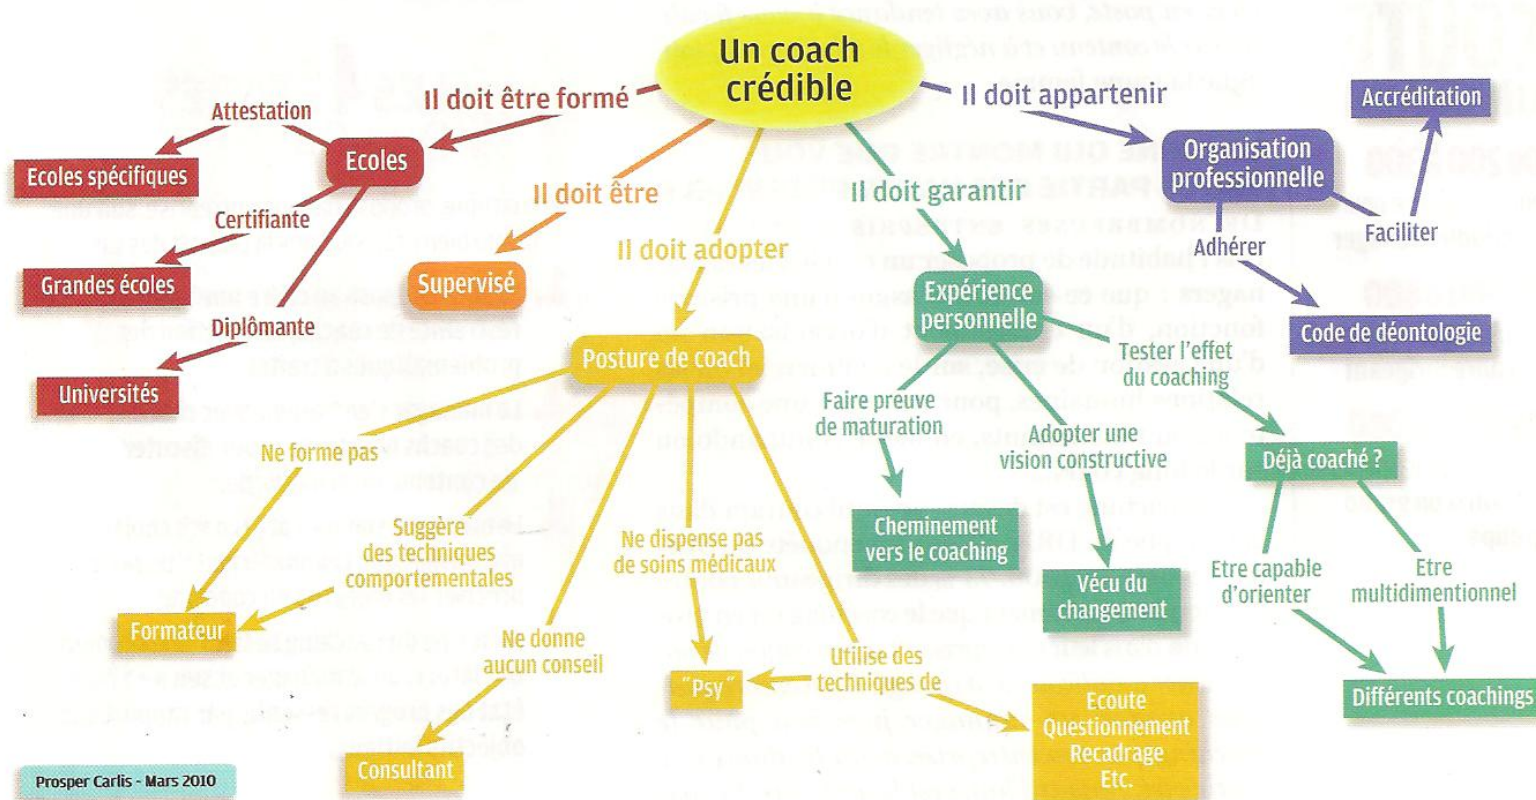 Un coach
crédible
Il doit être formé
Ecoles
Attestation
Ecoles spécifiques
Certifiante
Grandes écoles
Diplômante
Universités
Il doit être
Supervisé
Il doit adopter
Posture de coach
Ne forme pas
Suggère
des techniques
comportementales
Formateur
Ne donne
aucun conseil
Consultant
Ne dispense pas
de soins médicaux
"Psy"
Utilise des
techniques de
Ecoute
Questionnement
Recadrage
Etc.
Il doit garantir
Expérience
personnelle
Faire preuve
de maturation
Cheminement
vers le coaching
Adopter une
vision constructive
Vécu du
changement
Tester l'effet
du coaching
Déjà coaché ?
Etre capable
d'orienter
Etre
multidimentionnel
Différents coachings
Il doit appartenir
Organisation
professionnelle
Adhérer
Code de déontologie
Faciliter
Accréditation
Prosper Carlis - Mars 2010